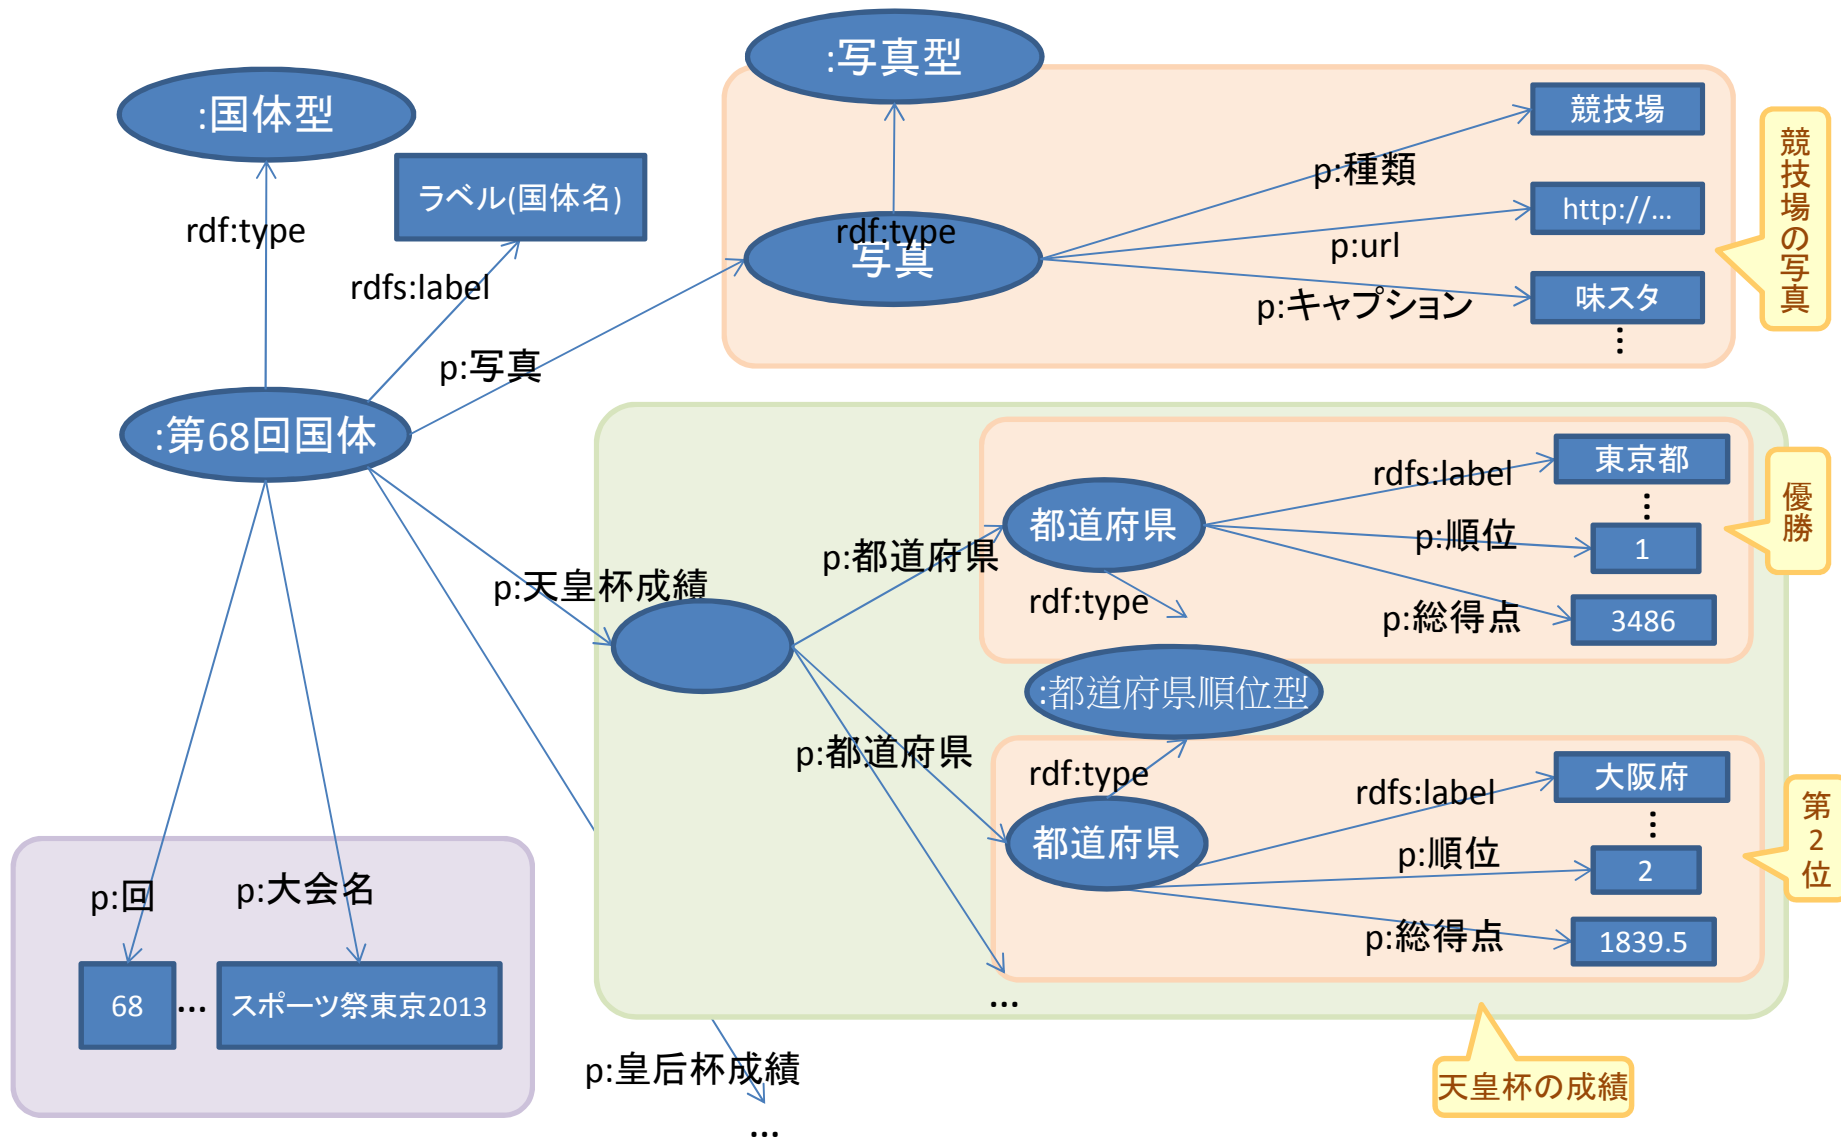 :写真型
:国体型
競技場
ラベル(国体名)
p:種類
http://...
rdf:type
rdf:type
写真
p:url
rdfs:label
p:キャプション
味スタ
...
競技場の写真
p:写真
:第68回国体
rdfs:label
東京都
...
都道府県
p:順位
1
優勝
p:天皇杯成績
p:都道府県
rdf:type
p:総得点
3486
:都道府県順位型
p:都道府県
rdf:type
rdfs:label
大阪府
...
都道府県
p:順位
2
第2位
p:総得点
1839.5
...
p:回
p:大会名
68
...
スポーツ祭東京2013
p:皇后杯成績
...
天皇杯の成績